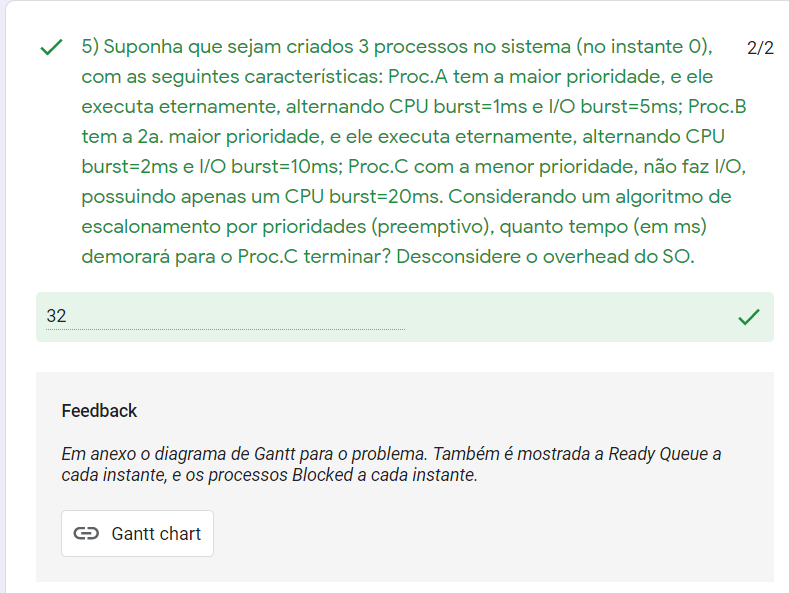 5) Suponha que sejam criados 3 processos no sistema (no instante 0),
2/2
com as seguintes características: Proc.A tem a maior prioridade, e ele
executa eternamente, alternando CPU burst=1ms e I/O burst=5ms; Proc.B
tem a 2a. maior prioridade, e ele executa eternamente, alternando CPU
burst=2ms e I/O burst=10ms; Proc.C com a menor prioridade, não faz I/O,
possuindo apenas um CPU burst=20ms. Considerando um algoritmo de
escalonamento por prioridades (preemptivo), quanto tempo (em ms)
demorará para o Proc.C terminar? Desconsidere o overhead do SO.
32
Feedback
Em anexo o diagrama de Gantt para o problema. Também é mostrada a Ready Queue a
cada instante, e os processos Blocked a cada instante.
Gantt chart